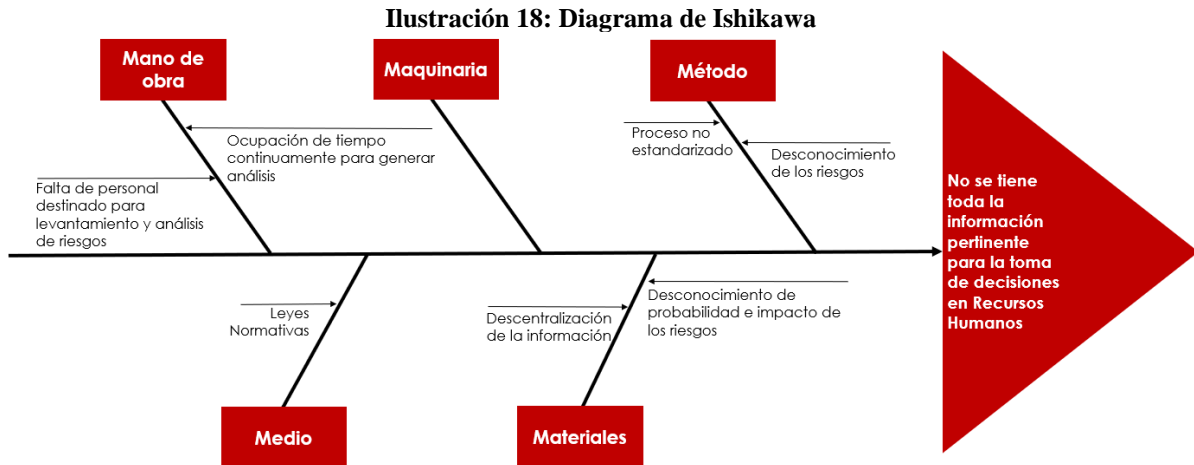 Ilustración 18: Diagrama de Ishikawa
Mano de
obra
Maquinaria
Método
Ocupación de tiempo
continuamente para generar
análisis
Proceso no
estandarizado
Desconocimiento
de los riesgos
Falta de personal
destinado para
levantamiento y análisis
de riesgos
No se tiene
toda la
información
pertinente
para la toma
de decisiones
en Recursos
Humanos
Leyes
Normativas
Descentralización
de la información
Desconocimiento de
probabilidad e impacto de
los riesgos
Medio
Materiales